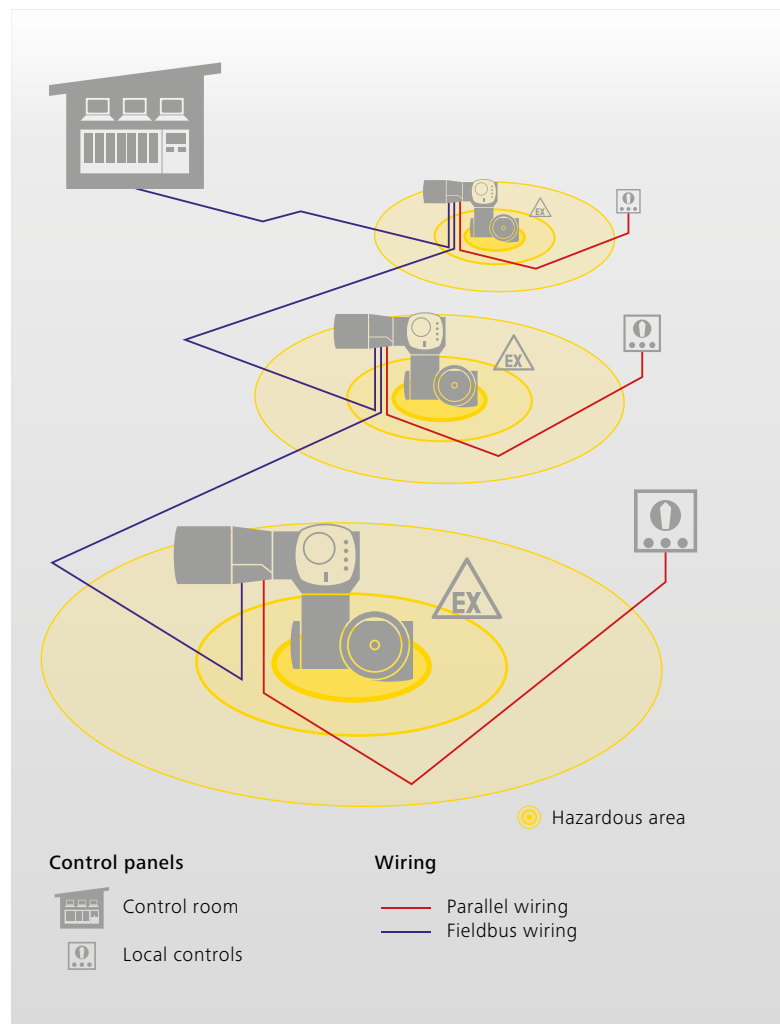 EX
EX
EX
Hazardous area
Control panels
Control room
Local controls
Wiring
Parallel wiring
Fieldbus wiring